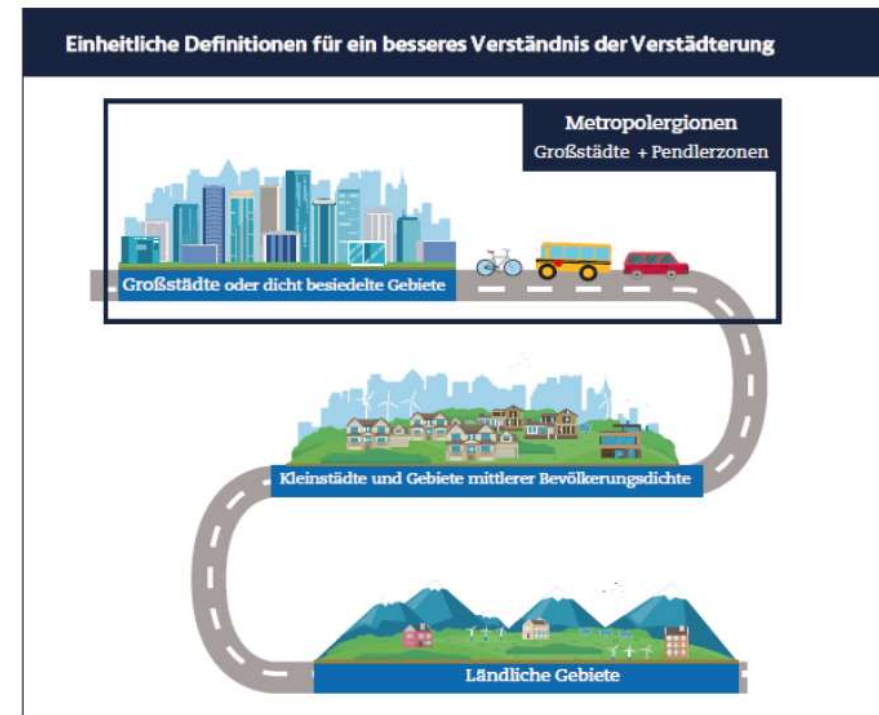 Einheitliche Definitionen für ein besseres Verständnis der Verstädterung
Metropolergionen
Großstädte + Pendlerzonen
Großstädte oder dicht besiedelte Gebiete
Kleinstädte und Gebiete mittlerer Bevölkerungsdichte
Ländliche Gebiete